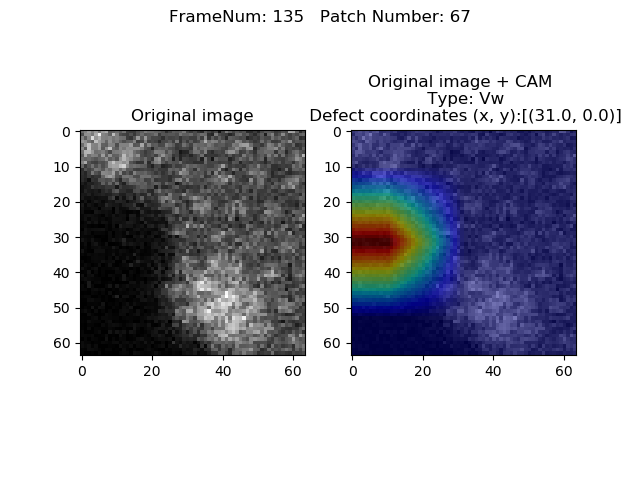 FrameNum: 135   Patch Number: 67
Original image
Original image + CAM
Type: Vw
Defect coordinates (x, y):[(31.0, 0.0)]
0
10
20
30
40
50
60
0 20 40 60
0
10
20
30
40
50
60
0 20 40 60